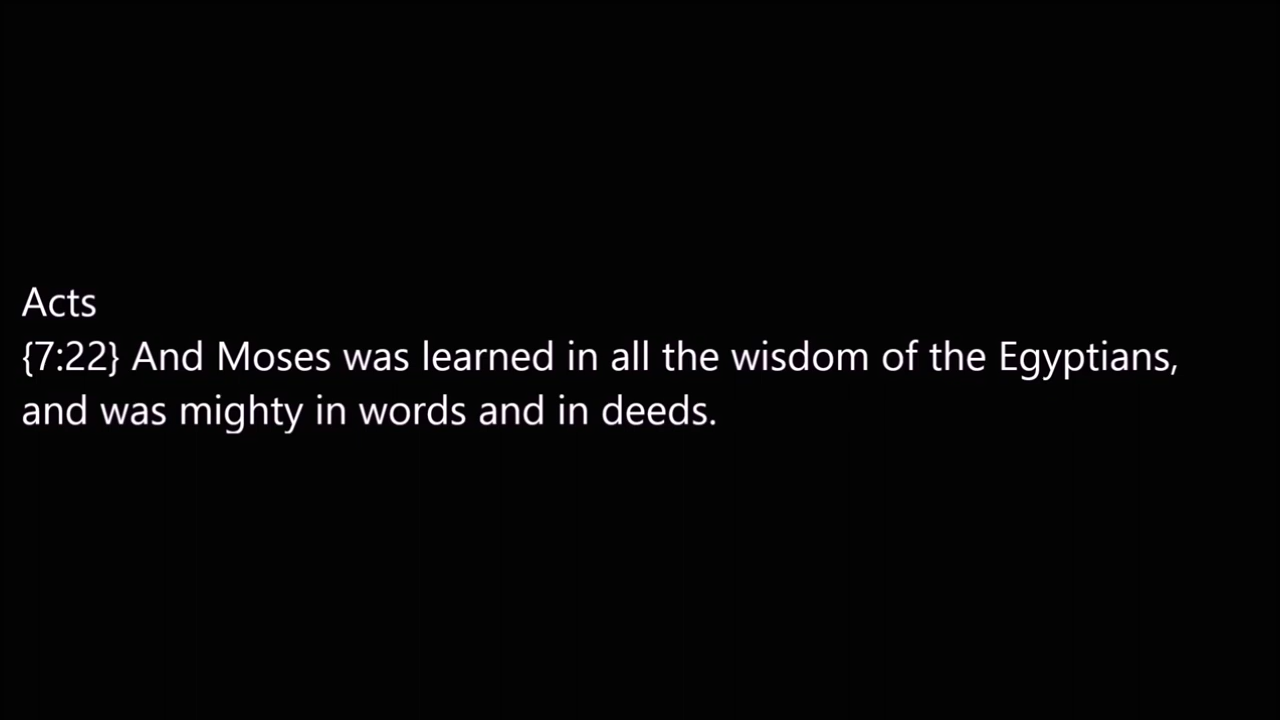 Acts
{7:22} And Moses was learned in all the wisdom of the Egyptians,
and was mighty in words and in deeds.